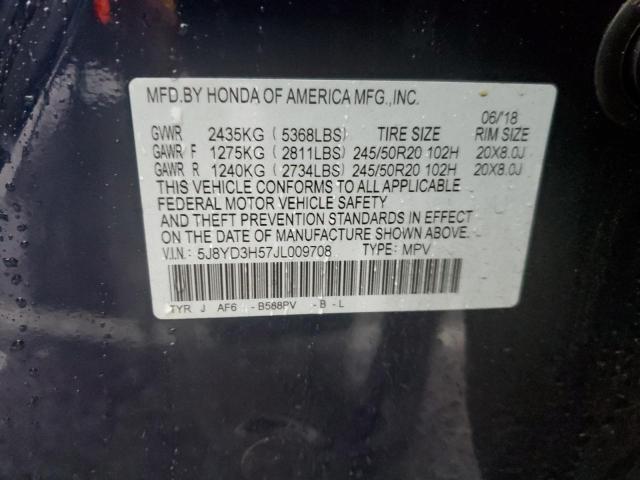 MFD.BY HONDA OF AMERICA MFG.,INC.
06/18
GVWR 2435KG ( 5368LBS) TIRE SIZE RIM SIZE
GAWR F 1275KG ( 2811LBS) 245/50R20 102H 20X8.0J
GAWR R 1240KG ( 2734LBS) 245/50R20 102H 20X8.0J
THIS VEHICLE CONFORMS TO ALL APPLICABLE
FEDERAL MOTOR VEHICLE SAFETY
AND THEFT PREVENTION STANDARDS IN EFFECT
ON THE DATE OF MANUFACTURE SHOWN ABOVE.
V.I.N.: 5J8YD3H57JL009708 TYPE: MPV
TYR J AF6 - B588PV - B - L